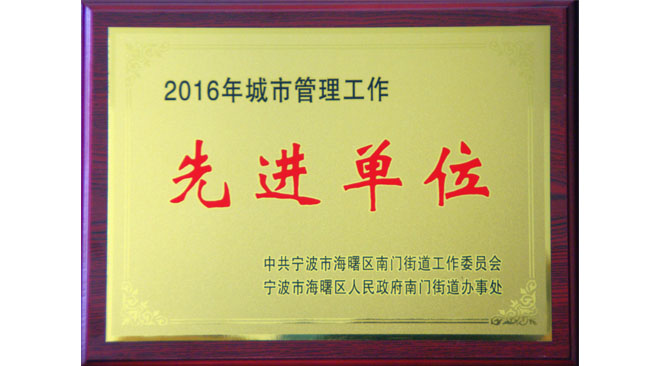 2016年城市管理工作
先进单位
中共宁波市海曙区南门街道工作委员会
宁波市海曙区人民政府南门街道办事处